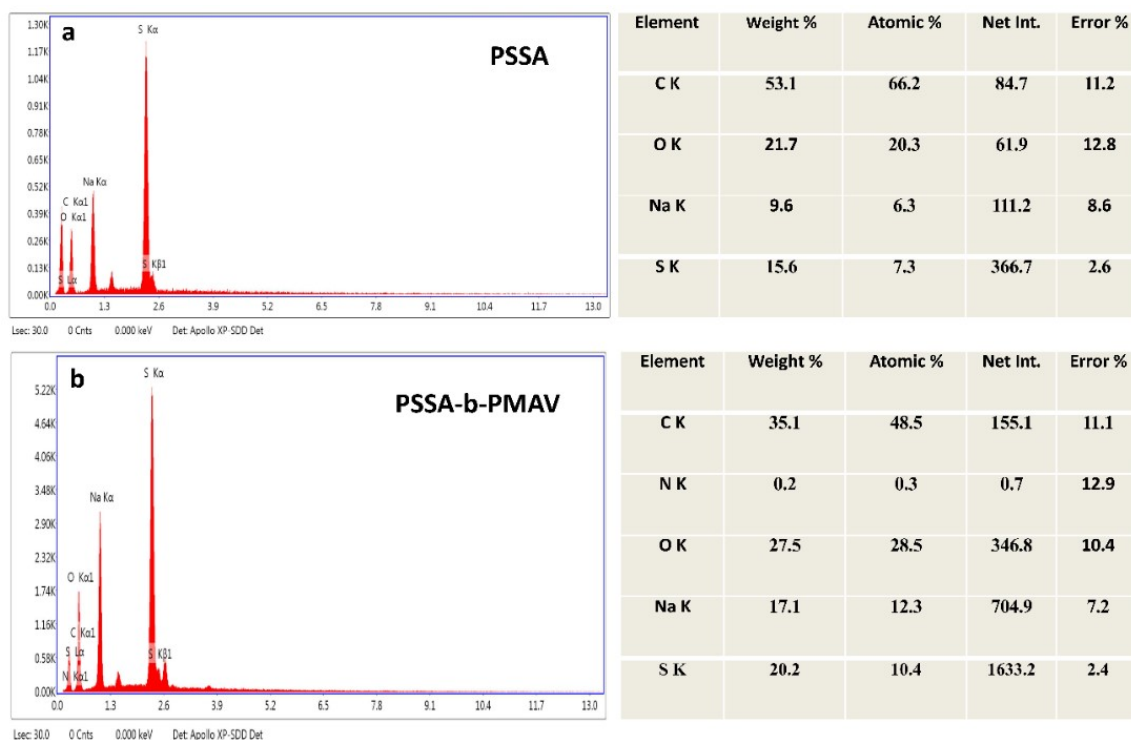 a
PSSA
1.30K
1.17K
1.04K
0.91K
0.78K
0.65K
0.52K
0.39K
0.26K
0.13K
0.00K
S Kα
Na Kα
C Kα1
O Kα1
S Kβ1
S Lα
0.0 1.3 2.6 3.9 5.2 6.5 7.8 9.1 10.4 11.7 13.0
Lsec: 30.0 0 Cnts 0.000 keV Det: Apollo XP-SDD Det
Element Weight % Atomic % Net Int. Error %
C K 53.1 66.2 84.7 11.2
O K 21.7 20.3 61.9 12.8
Na K 9.6 6.3 111.2 8.6
S K 15.6 7.3 366.7 2.6
b
PSSA-b-PMAV
5.22K
4.64K
4.06K
3.48K
2.90K
2.32K
1.74K
1.16K
0.58K
0.00K
S Kα
Na Kα
O Kα1
C Kα1
S Lα
S Kβ1
N Kα1
0.0 1.3 2.6 3.9 5.2 6.5 7.8 9.1 10.4 11.7 13.0
Lsec: 30.0 0 Cnts 0.000 keV Det: Apollo XP-SDD Det
Element Weight % Atomic % Net Int. Error %
C K 35.1 48.5 155.1 11.1
N K 0.2 0.3 0.7 12.9
O K 27.5 28.5 346.8 10.4
Na K 17.1 12.3 704.9 7.2
S K 20.2 10.4 1633.2 2.4